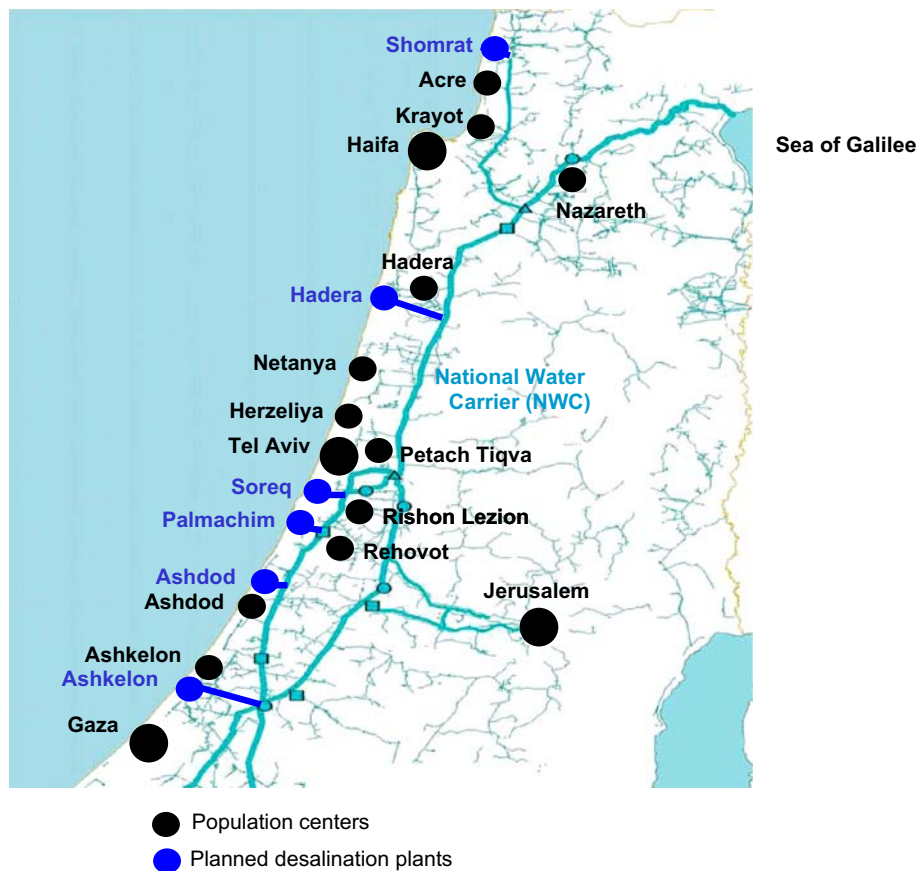 Shomrat
Acre
Krayot
Haifa
Sea of Galilee
Nazareth
Hadera
Hadera
Netanya
National Water
Carrier (NWC)
Herzeliya
Tel Aviv
Petach Tiqva
Soreq
Palmachim
Rishon Lezion
Rehovot
Ashdod
Ashdod
Jerusalem
Ashkelon
Ashkelon
Gaza
Population centers
Planned desalination plants